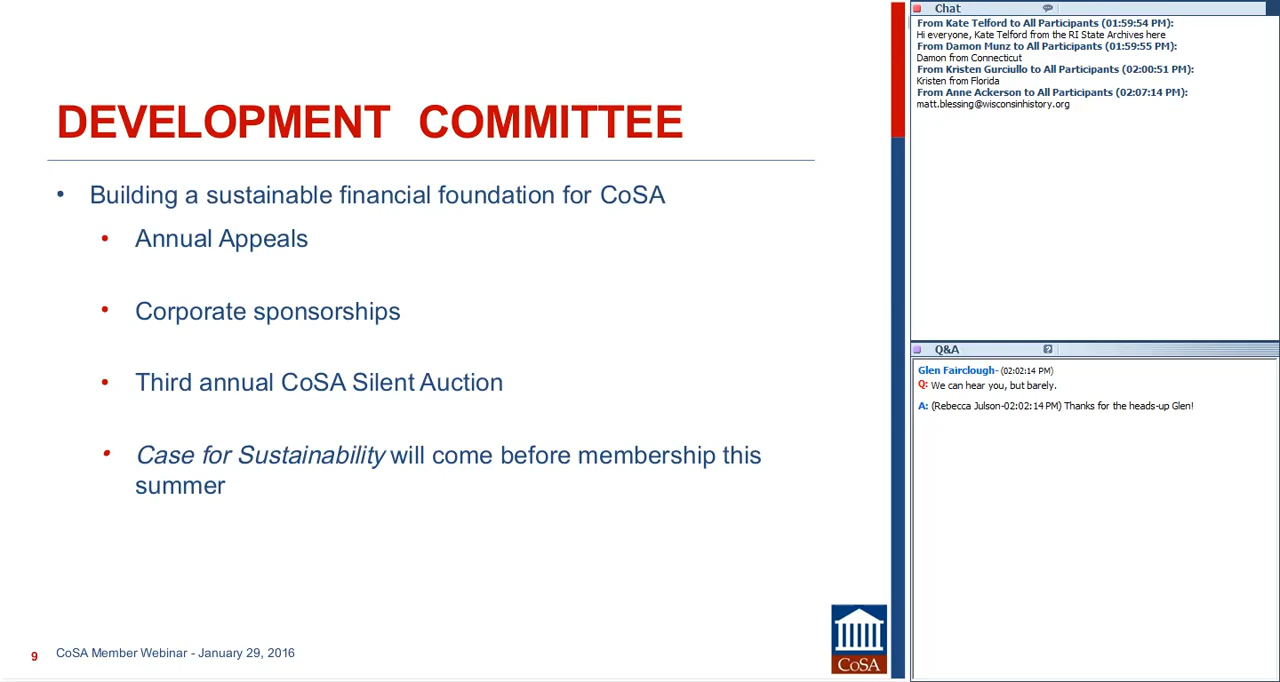 DEVELOPMENT COMMITTEE
• Building a sustainable financial foundation for CoSA
• Annual Appeals
• Corporate sponsorships
• Third annual CoSA Silent Auction
• Case for Sustainability will come before membership this
summer
9 CoSA Member Webinar - January 29, 2016
CoSA
Chat
From Kate Telford to All Participants (01:59:54 PM):
Hi everyone, Kate Telford from the RI State Archives here
From Damon Munz to All Participants (01:59:55 PM):
Damon from Connecticut
From Kristen Gurciullo to All Participants (02:00:51 PM):
Kristen from Florida
From Anne Ackerson to All Participants (02:07:14 PM):
matt.blessing@wisconsinhistory.org
Q&A
Glen Fairclough- (02:02:14 PM)
Q: We can hear you, but barely.
A: (Rebecca Julson-02:02:14 PM) Thanks for the heads-up Glen!